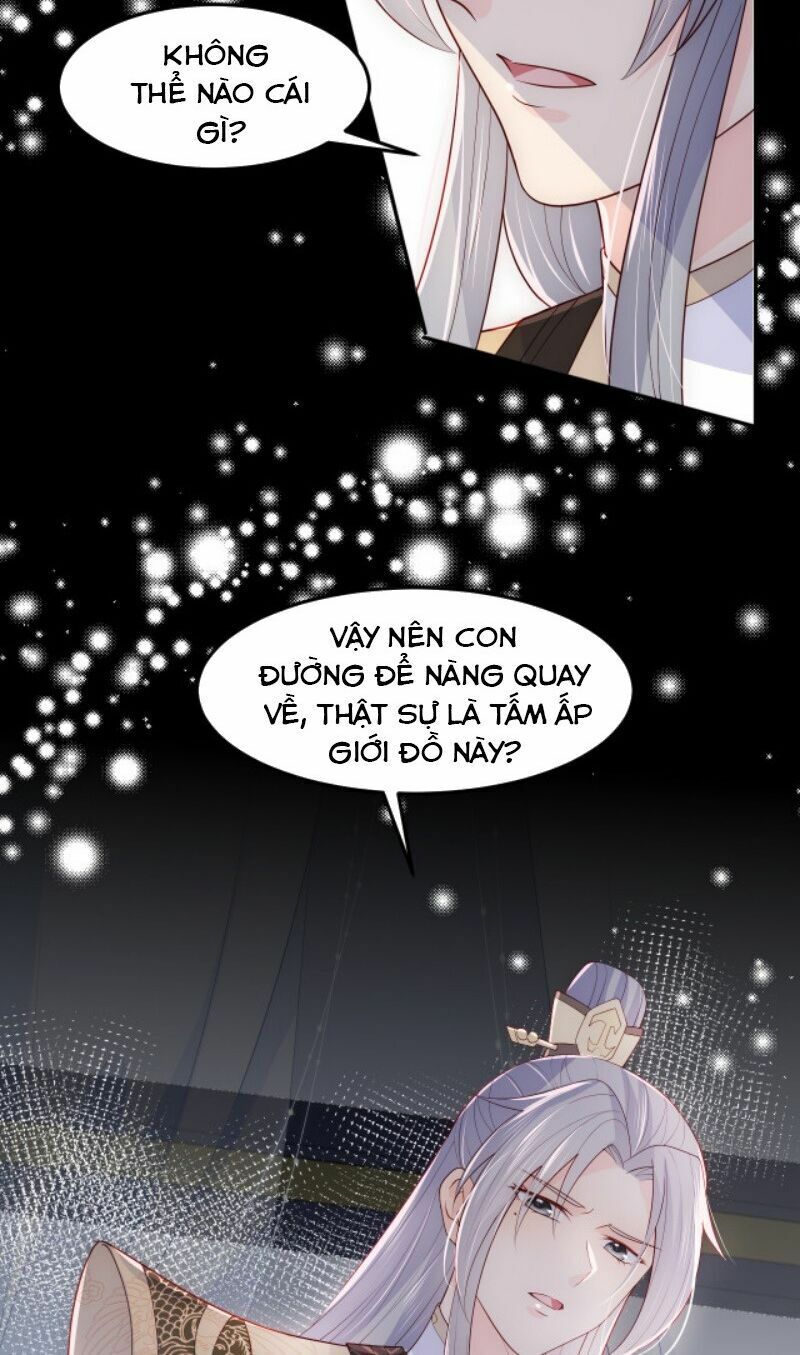 KHÔNG
THỂ NÀO CÁI
GÌ?
VẬY NÊN CON
ĐƯỜNG ĐỂ NÀNG QUAY
VỀ, THẬT SỰ LÀ TẤM ẤP
GIỚI ĐỒ NÀY?